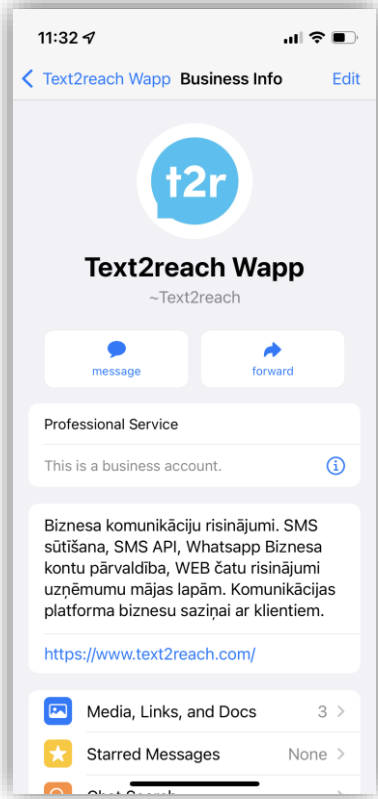 11:32
Text2reach Wapp Business Info Edit
t2r
Text2reach Wapp
~Text2reach
message forward
Professional Service
This is a business account.
Biznesa komunikāciju risinājumi. SMS
sūtīšana, SMS API, Whatsapp Biznesa
kontu pārvaldība, WEB čatu risinājumi
uzņēmumu mājas lapām. Komunikācijas
platforma biznesu saziņai ar klientiem.
https://www.text2reach.com/
Media, Links, and Docs 3
Starred Messages None
Chat Search